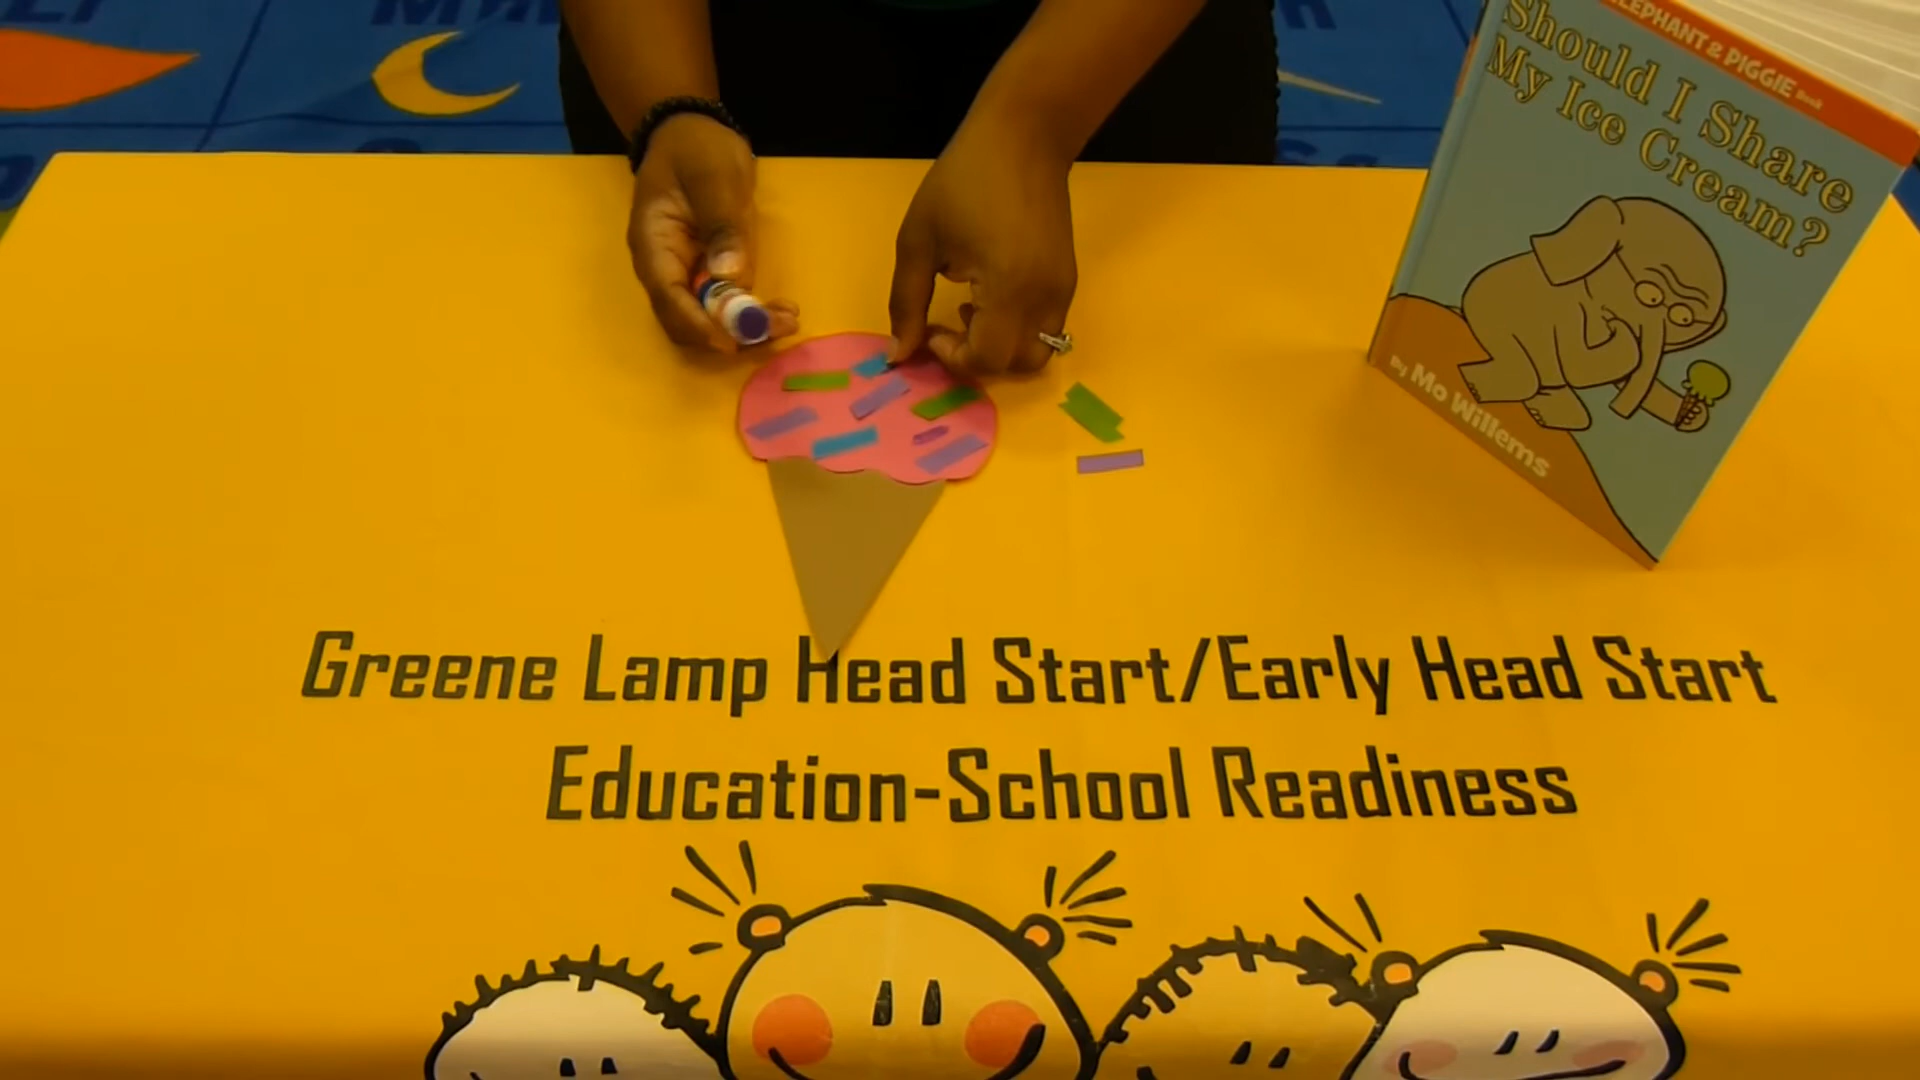 ELEPHANT & PIGGIE Book
Should I Share
My Ice Cream?
By Mo Willems
Greene Lamp Head Start/Early Head Start
Education-School Readiness